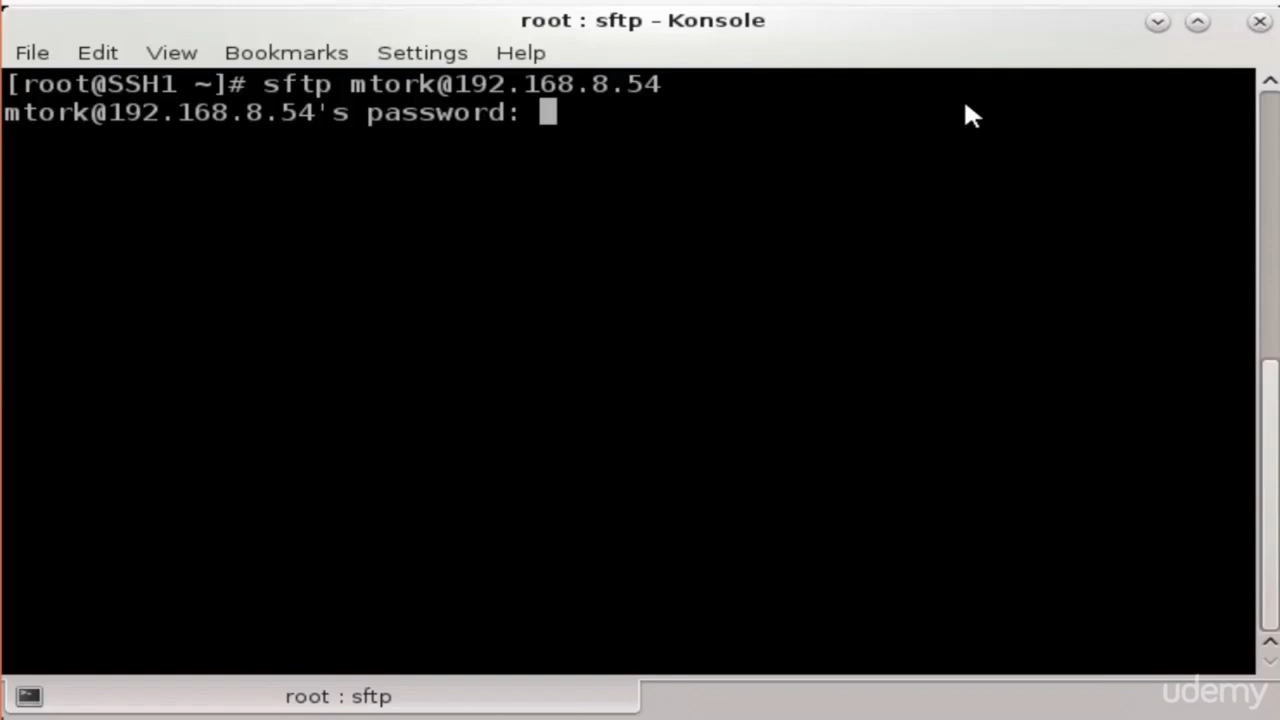 root : sftp – Konsole
File Edit View Bookmarks Settings Help
[root@SSH1 ~]# sftp mtork@192.168.8.54
mtork@192.168.8.54's password:
root : sftp
udemy